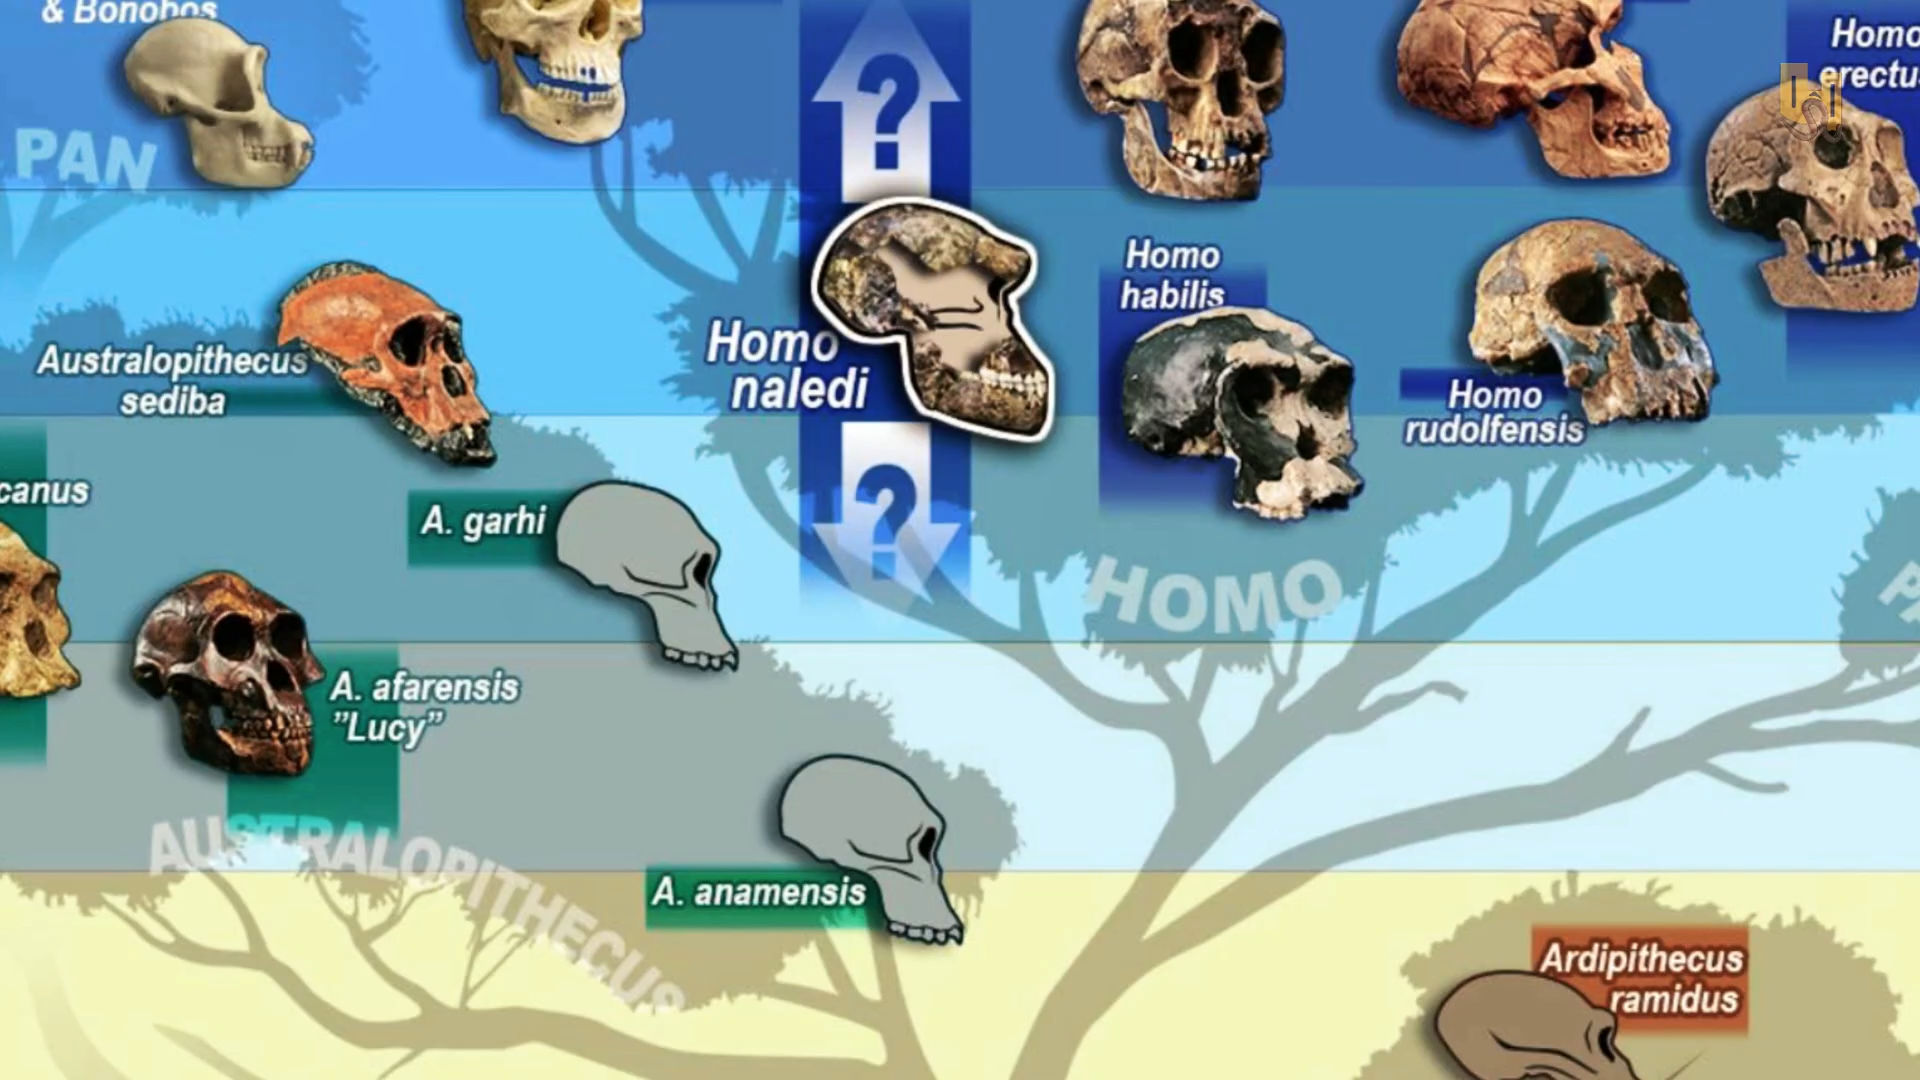 & Bonobos
Homo
erectu
PAN
?
Homo
habilis
Homo
naledi
Australopithecus
sediba
Homo
rudolfensis
canus
A. garhi
?
HOMO
A. afarensis
"Lucy"
AUSTRALOPITHECUS
A. anamensis
Ardipithecus
ramidus